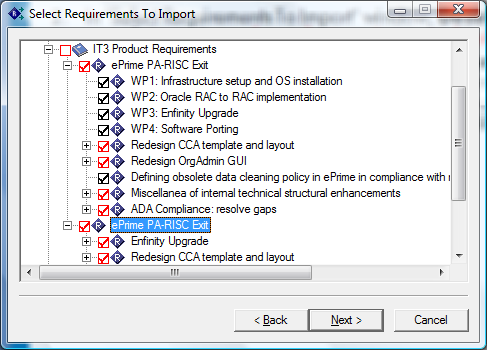 Select Requirements To Import
IT3 Product Requirements
ePrime PA-RISC Exit
WP1: Infrastructure setup and OS installation
WP2: Oracle RAC to RAC implementation
WP3: Enfinity Upgrade
WP4: Software Porting
Redesign CCA template and layout
Redesign OrgAdmin GUI
Defining obsolete data cleaning policy in ePrime in compliance with
Miscellanea of internal technical structural enhancements
ADA Compliance: resolve gaps
ePrime PA-RISC Exit
Enfinity Upgrade
Redesign CCA template and layout
< Back
Next >
Cancel